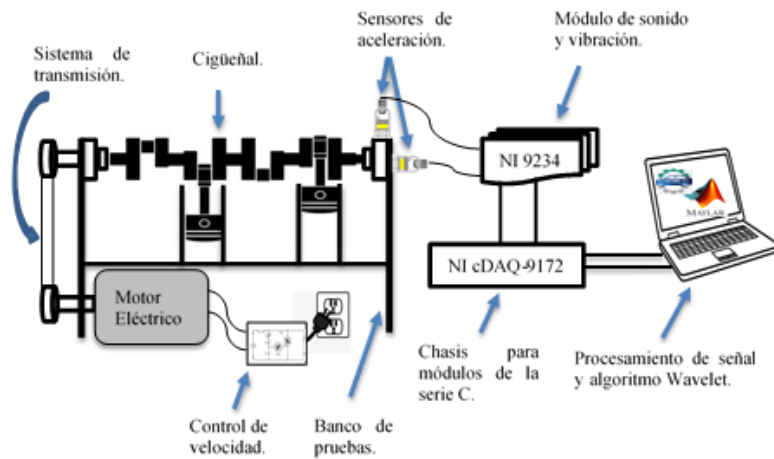 Sistema de
transmisión.
Cigüeñal.
Sensores de
aceleración.
Módulo de sonido
y vibración.
NI 9234
MATLAB
NI cDAQ-9172
Motor
Eléctrico
Control de
velocidad.
Banco de
pruebas.
Chasis para
módulos de la
serie C.
Procesamiento de señal
y algoritmo Wavelet.